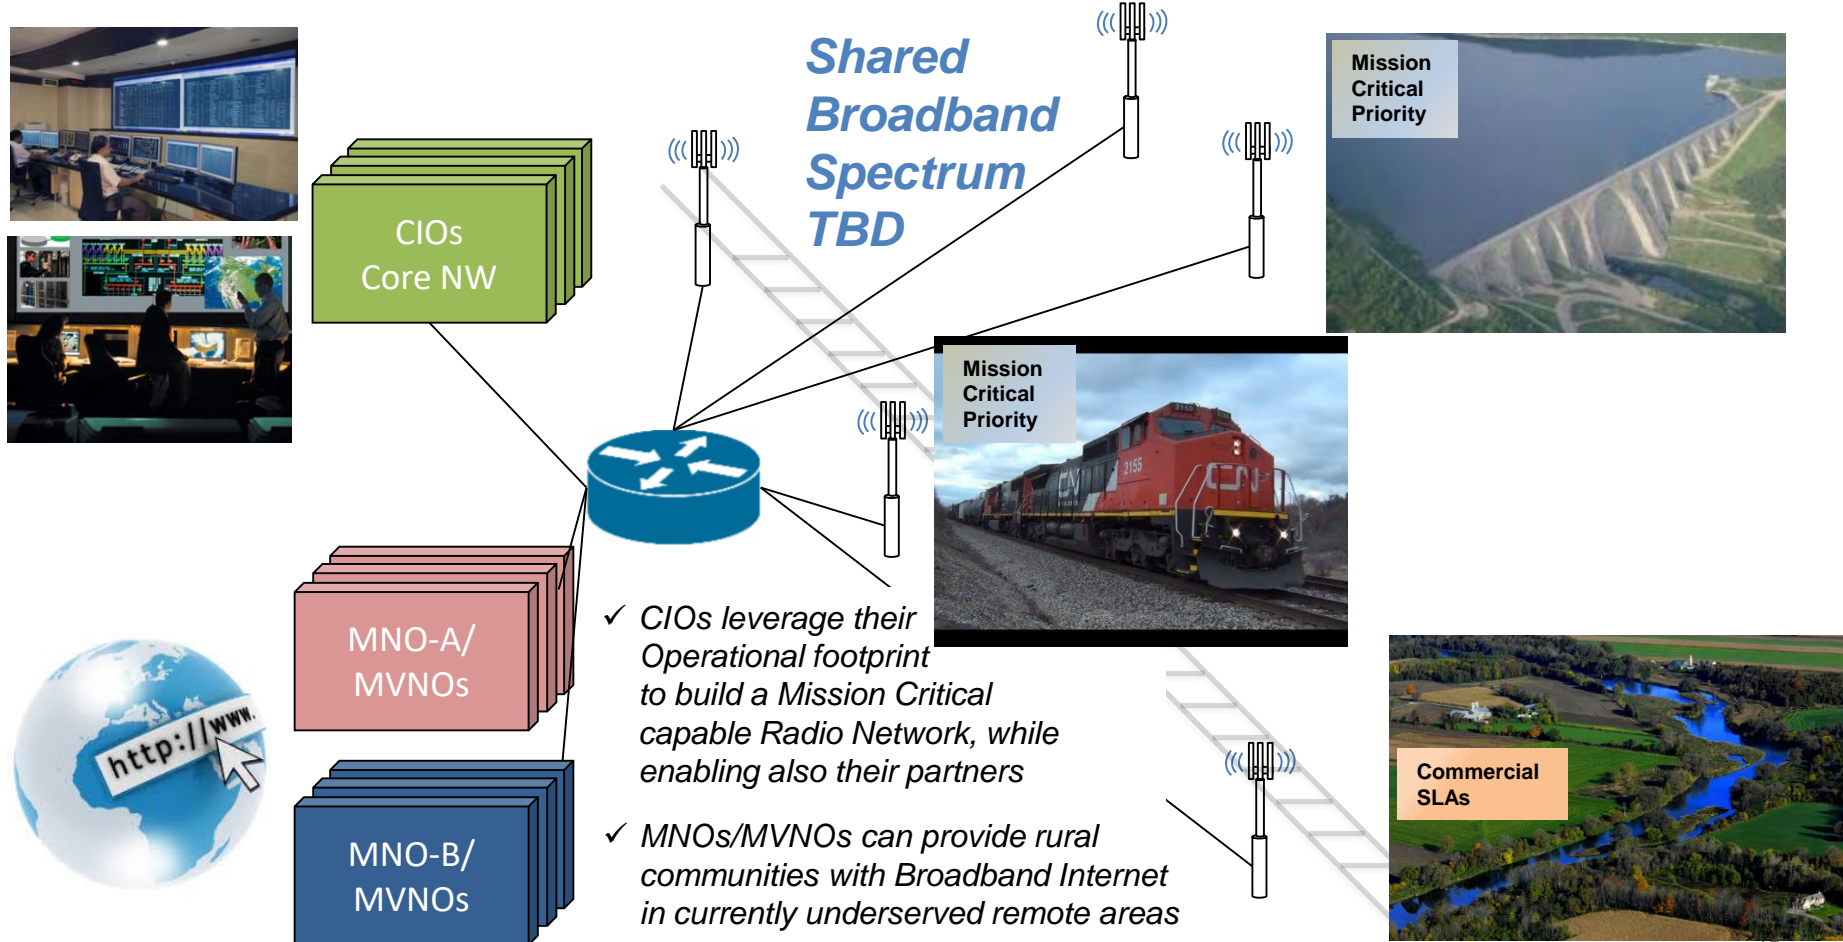 Shared
Broadband
Spectrum
TBD
Mission
Critical
Priority
CIOs
Core NW
Mission
Critical
Priority
2155
2155
CN
CN
MNO-A/
MVNOs
http://www.
MNO-B/
MVNOs
✓ CIOs leverage their
Operational footprint
to build a Mission Critical
capable Radio Network, while
enabling also their partners
✓ MNOs/MVNOs can provide rural
communities with Broadband Internet
in currently underserved remote areas
Commercial
SLAs